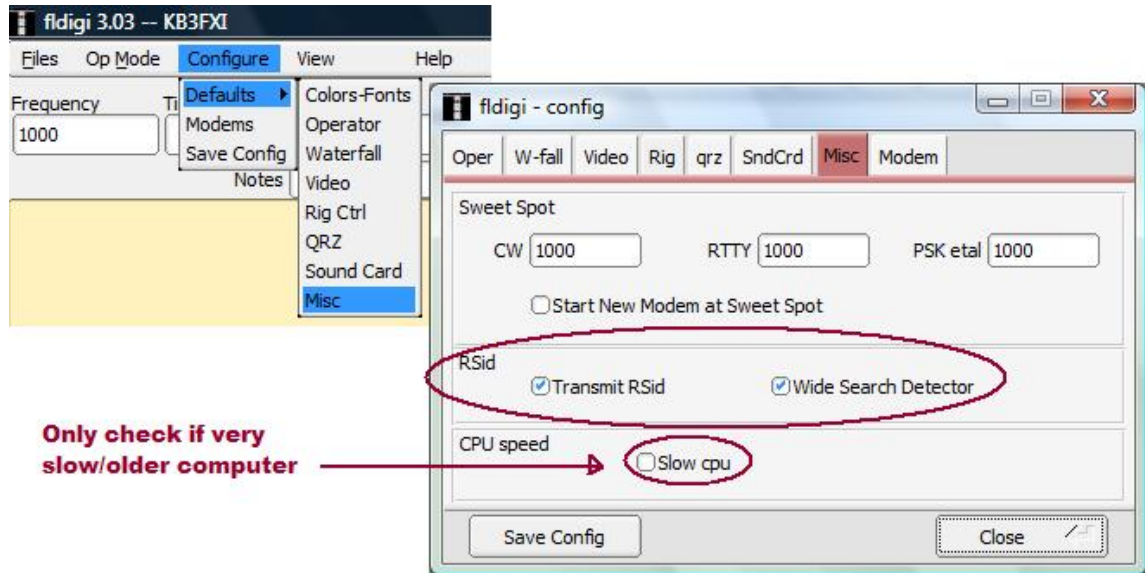 fldigi 3.03 -- KB3FXI
Files Op Mode Configure View Help
Frequency
1000
Defaults
Modems
Save Config
Notes
Colors-Fonts
Operator
Waterfall
Video
Rig Ctrl
QRZ
Sound Card
Misc
fldigi - config
Oper W-fall Video Rig qrz SndCrd Misc Modem
Sweet Spot
CW 1000 RTTY 1000 PSK etal 1000
Start New Modem at Sweet Spot
RSid
Transmit RSid Wide Search Detector
CPU speed
Slow cpu
Save Config Close
Only check if very
slow/older computer